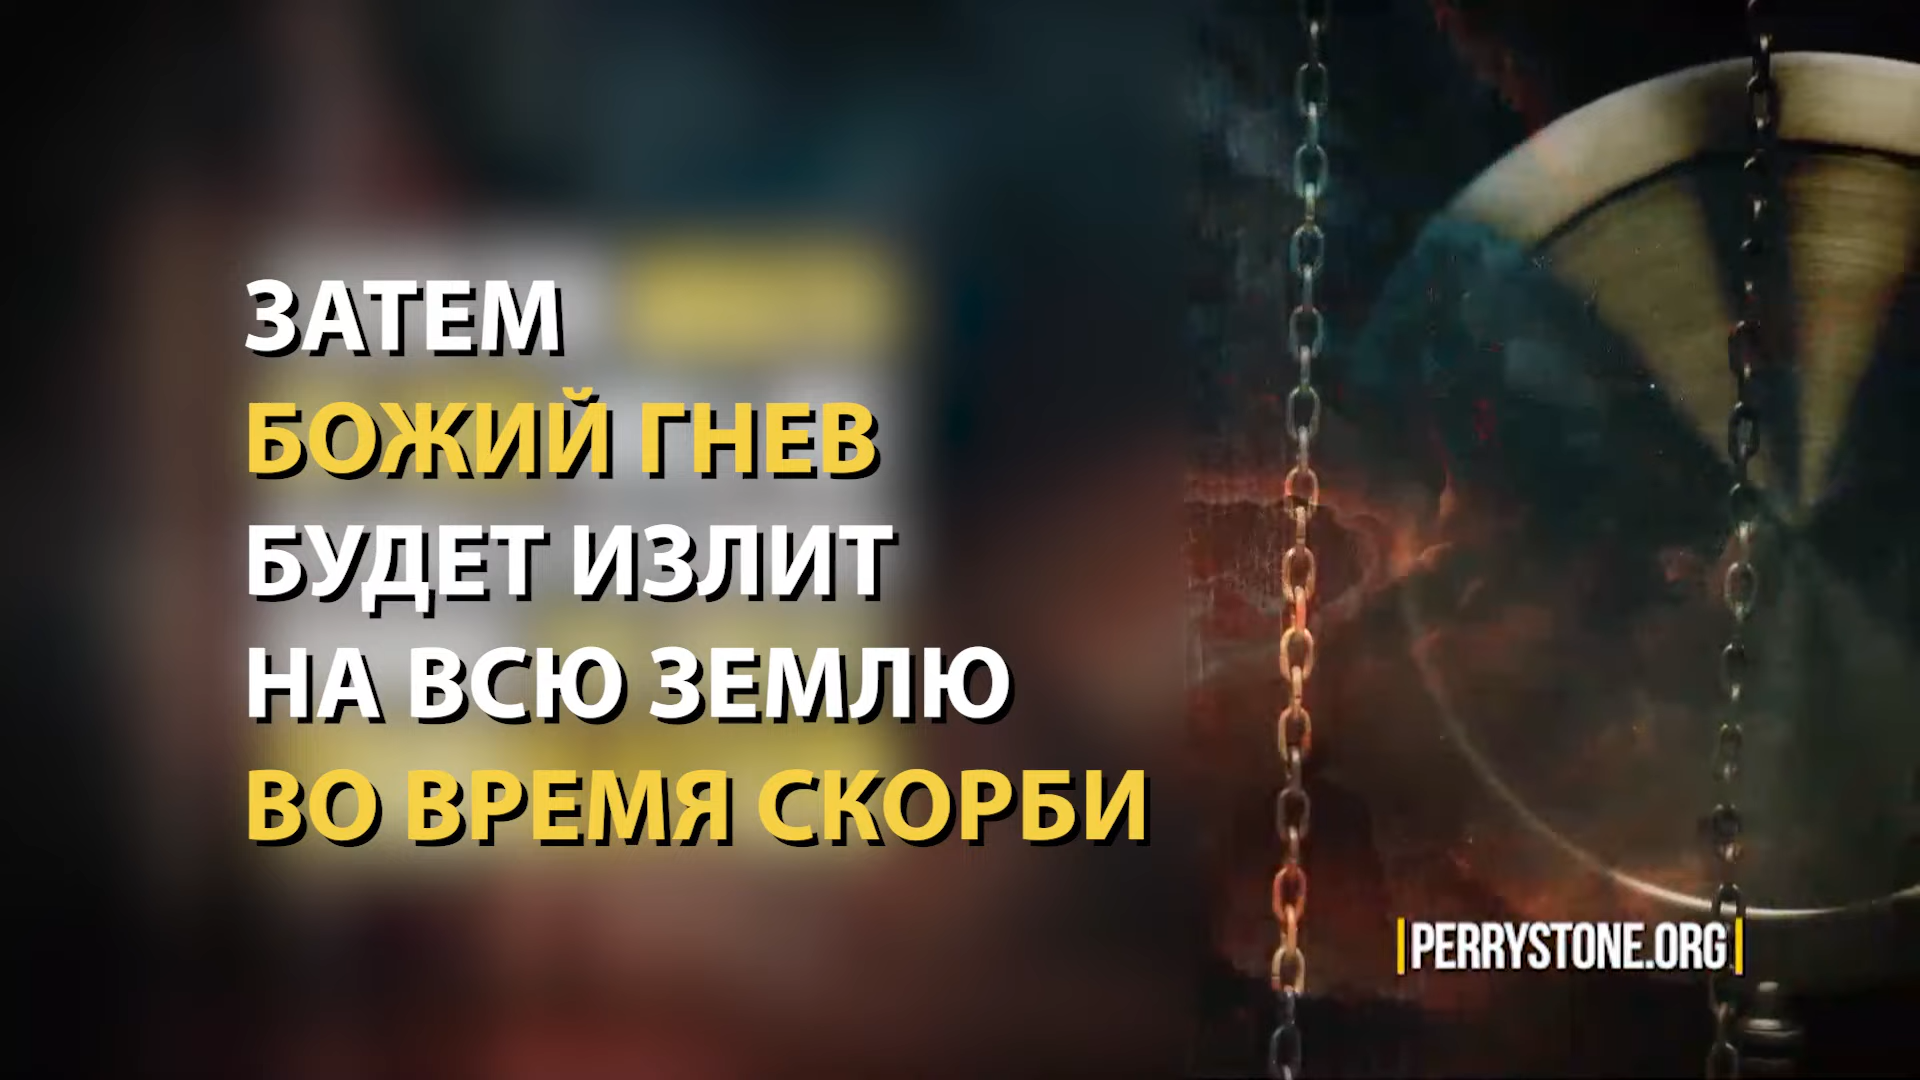 ЗАТЕМ
БОЖИЙ ГНЕВ
БУДЕТ ИЗЛИТ
НА ВСЮ ЗЕМЛЮ
ВО ВРЕМЯ СКОРБИ
PERRYSTONE.ORG